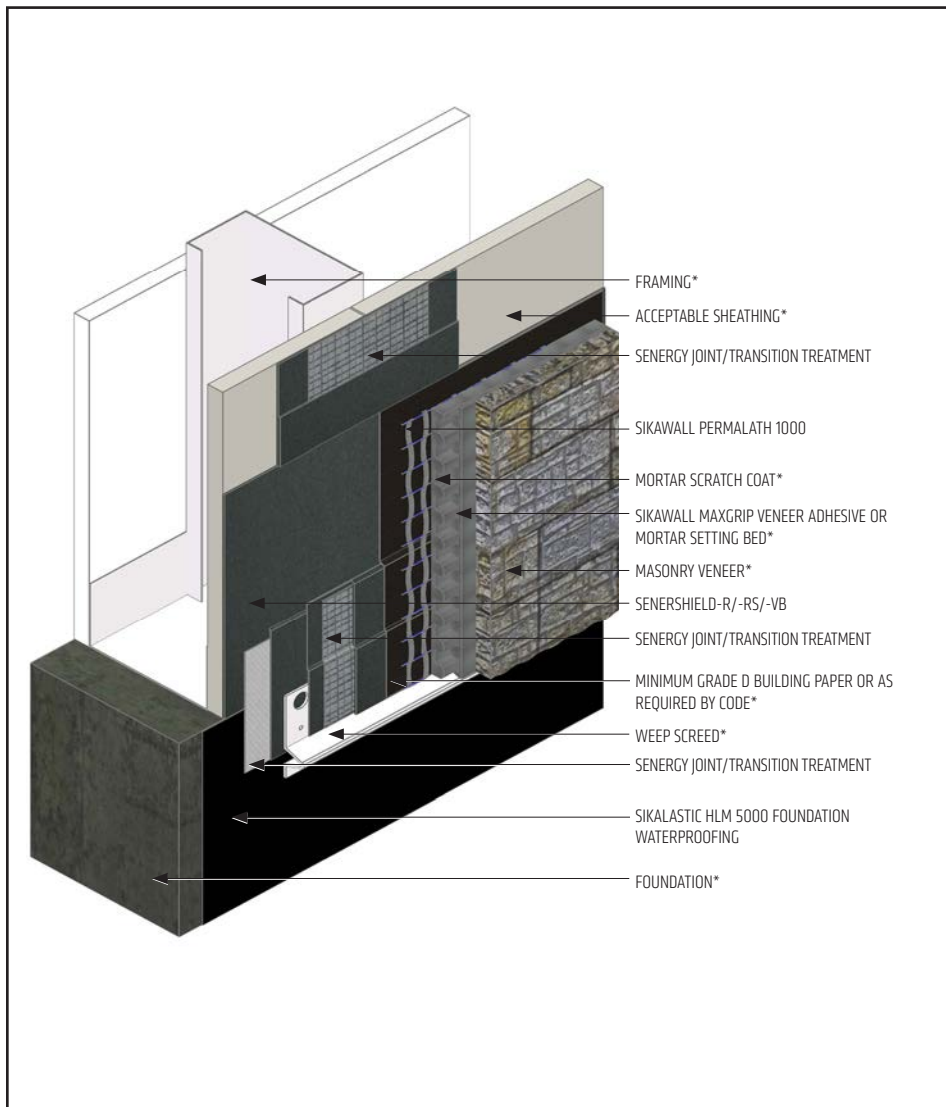 FRAMING*
ACCEPTABLE SHEATHING*
SENERGY JOINT/TRANSITION TREATMENT
SIKAWALL PERMALATH 1000
MORTAR SCRATCH COAT*
SIKAWALL MAXGRIP VENEER ADHESIVE OR
MORTAR SETTING BED*
MASONRY VENEER*
SENERSHIELD-R/-RS/-VB
SENERGY JOINT/TRANSITION TREATMENT
MINIMUM GRADE D BUILDING PAPER OR AS
REQUIRED BY CODE*
WEEP SCREED*
SENERGY JOINT/TRANSITION TREATMENT
SIKALASTIC HLM 5000 FOUNDATION
WATERPROOFING
FOUNDATION*